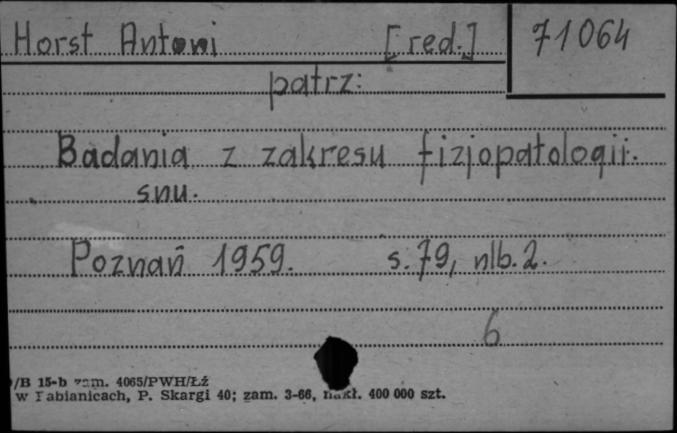 Horst Antoni [red.] 71064
patrz:
Badania z zakresu fizjopatologii
snu.
Poznań 1959. s. 79, nlb. 2.
6
/B 15-b zam. 4065/PWH/Łź
w Pabianicach, P. Skargi 40; zam. 3-66, nakł. 400 000 szt.